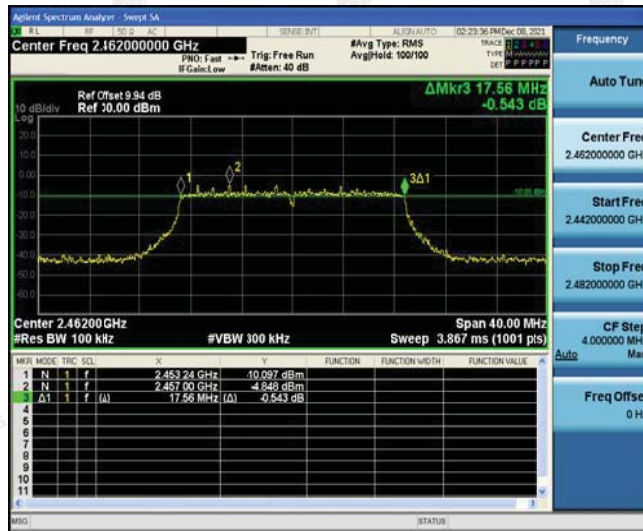 Agilent Spectrum Analyzer - Swept SA
RL RF 50 Ω AC SENSE:INT ALIGN AUTO 02:23:36 PM Dec 08, 2021
Center Freq 2.462000000 GHz
PNO: Fast
IFGain:Low
Trig: Free Run
#Atten: 40 dB
#Avg Type: RMS
Avg|Hold: 100/100
TRACE 1 2 3 4 5 6
TYPE M
DET P P P P P P
ΔMkr3 17.56 MHz
-0.543 dB
Ref Offset 9.94 dB
10 dB/div Ref 30.00 dBm
Log
20.0
10.0
0.00
-10.0
-20.0
-30.0
-40.0
-50.0
-60.0
1
2
3Δ1
Center 2.46200 GHz
Span 40.00 MHz
#Res BW 100 kHz
#VBW 300 kHz
Sweep 3.867 ms (1001 pts)
MKR MODE TRC SCL X Y FUNCTION FUNCTION WIDTH FUNCTION VALUE
1 N 1 f 2.453 24 GHz -10.097 dBm
2 N 1 f 2.457 00 GHz -4.848 dBm
3 Δ1 1 f (Δ) 17.56 MHz (Δ) -0.543 dB
4
5
6
7
8
9
10
11
MSG
STATUS
Frequency
Auto Tune
Center Freq
2.462000000 GHz
Start Freq
2.442000000 GHz
Stop Freq
2.482000000 GHz
CF Step
4.000000 MHz
Auto Man
Freq Offset
0 Hz